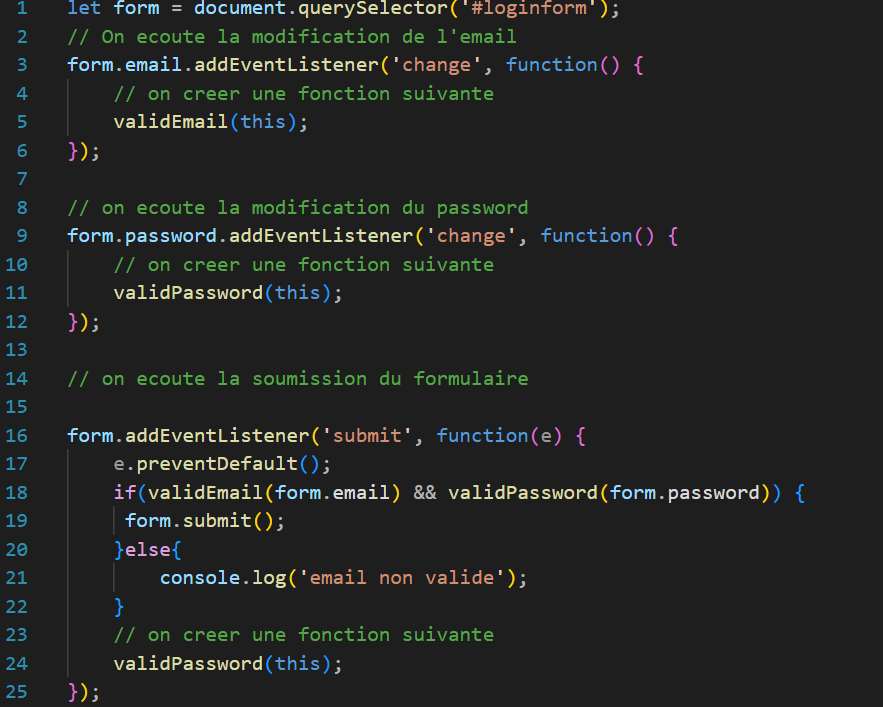 1 let form = document.querySelector('#loginform');
2 // On ecoute la modification de l'email
3 form.email.addEventListener('change', function() {
4 // on creer une fonction suivante
5 validEmail(this);
6 });
7
8 // on ecoute la modification du password
9 form.password.addEventListener('change', function() {
10 // on creer une fonction suivante
11 validPassword(this);
12 });
13
14 // on ecoute la soumission du formulaire
15
16 form.addEventListener('submit', function(e) {
17 e.preventDefault();
18 if(validEmail(form.email) && validPassword(form.password)) {
19 form.submit();
20 }else{
21 console.log('email non valide');
22 }
23 // on creer une fonction suivante
24 validPassword(this);
25 });